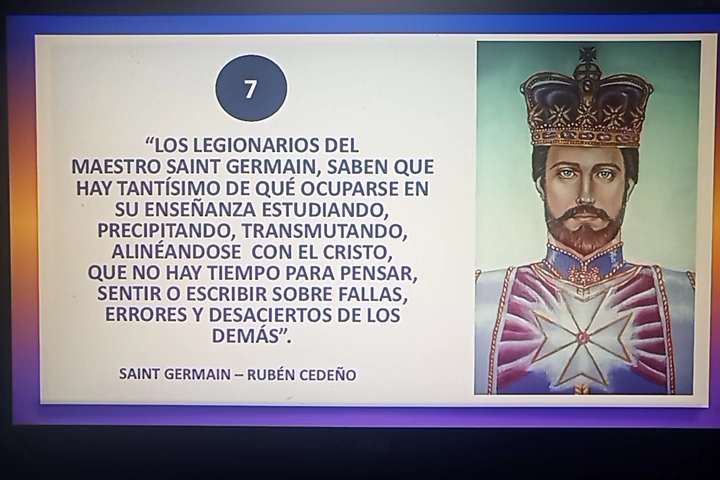 7
“LOS LEGIONARIOS DEL
MAESTRO SAINT GERMAIN, SABEN QUE
HAY TANTÍSIMO DE QUÉ OCUPARSE EN
SU ENSEÑANZA ESTUDIANDO,
PRECIPITANDO, TRANSMUTANDO,
ALINÉANDOSE CON EL CRISTO,
QUE NO HAY TIEMPO PARA PENSAR,
SENTIR O ESCRIBIR SOBRE FALLAS,
ERRORES Y DESACIERTOS DE LOS
DEMÁS”.
SAINT GERMAIN – RUBÉN CEDEÑO